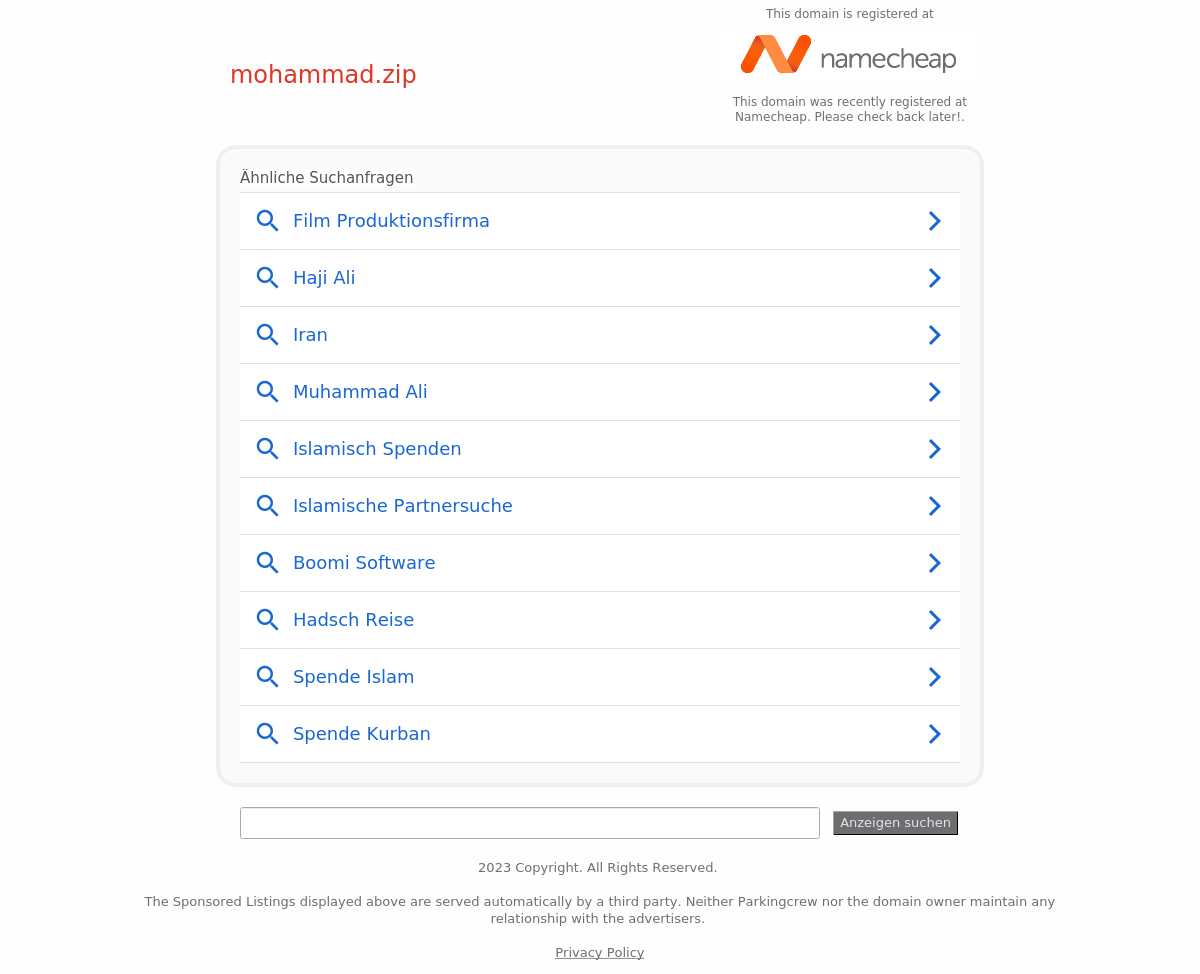 This domain is registered at
namecheap
mohammad.zip
This domain was recently registered at
Namecheap. Please check back later!.
Ähnliche Suchanfragen
Film Produktionsfirma
Haji Ali
Iran
Muhammad Ali
Islamisch Spenden
Islamische Partnersuche
Boomi Software
Hadsch Reise
Spende Islam
Spende Kurban
Anzeigen suchen
2023 Copyright. All Rights Reserved.
The Sponsored Listings displayed above are served automatically by a third party. Neither Parkingcrew nor the domain owner maintain any
relationship with the advertisers.
Privacy Policy